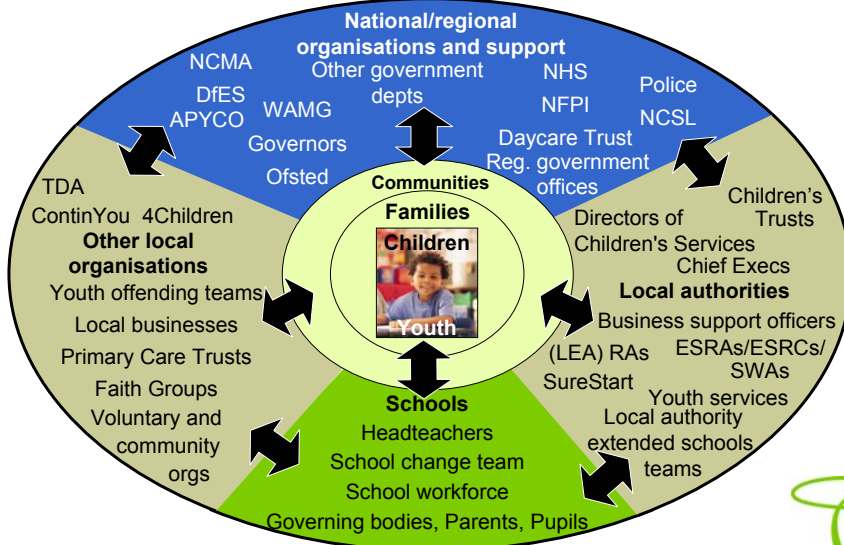 National/regional
organisations and support
NCMA
DfES
APYCO
WAMG
Governors
Ofsted
Other government
depts
NHS
NFPI
Daycare Trust
Reg. government
offices
Police
NCSL
Communities
Families
Children
Youth
TDA
ContinYou 4Children
Other local
organisations
Youth offending teams
Local businesses
Primary Care Trusts
Faith Groups
Voluntary and
community
orgs
Children's
Trusts
Directors of
Children's Services
Chief Execs
Local authorities
Business support officers
(LEA) RAs
ESRAs/ESRCs/
SWAs
SureStart
Youth services
Local authority
extended schools
teams
Schools
Headteachers
School change team
School workforce
Governing bodies, Parents, Pupils